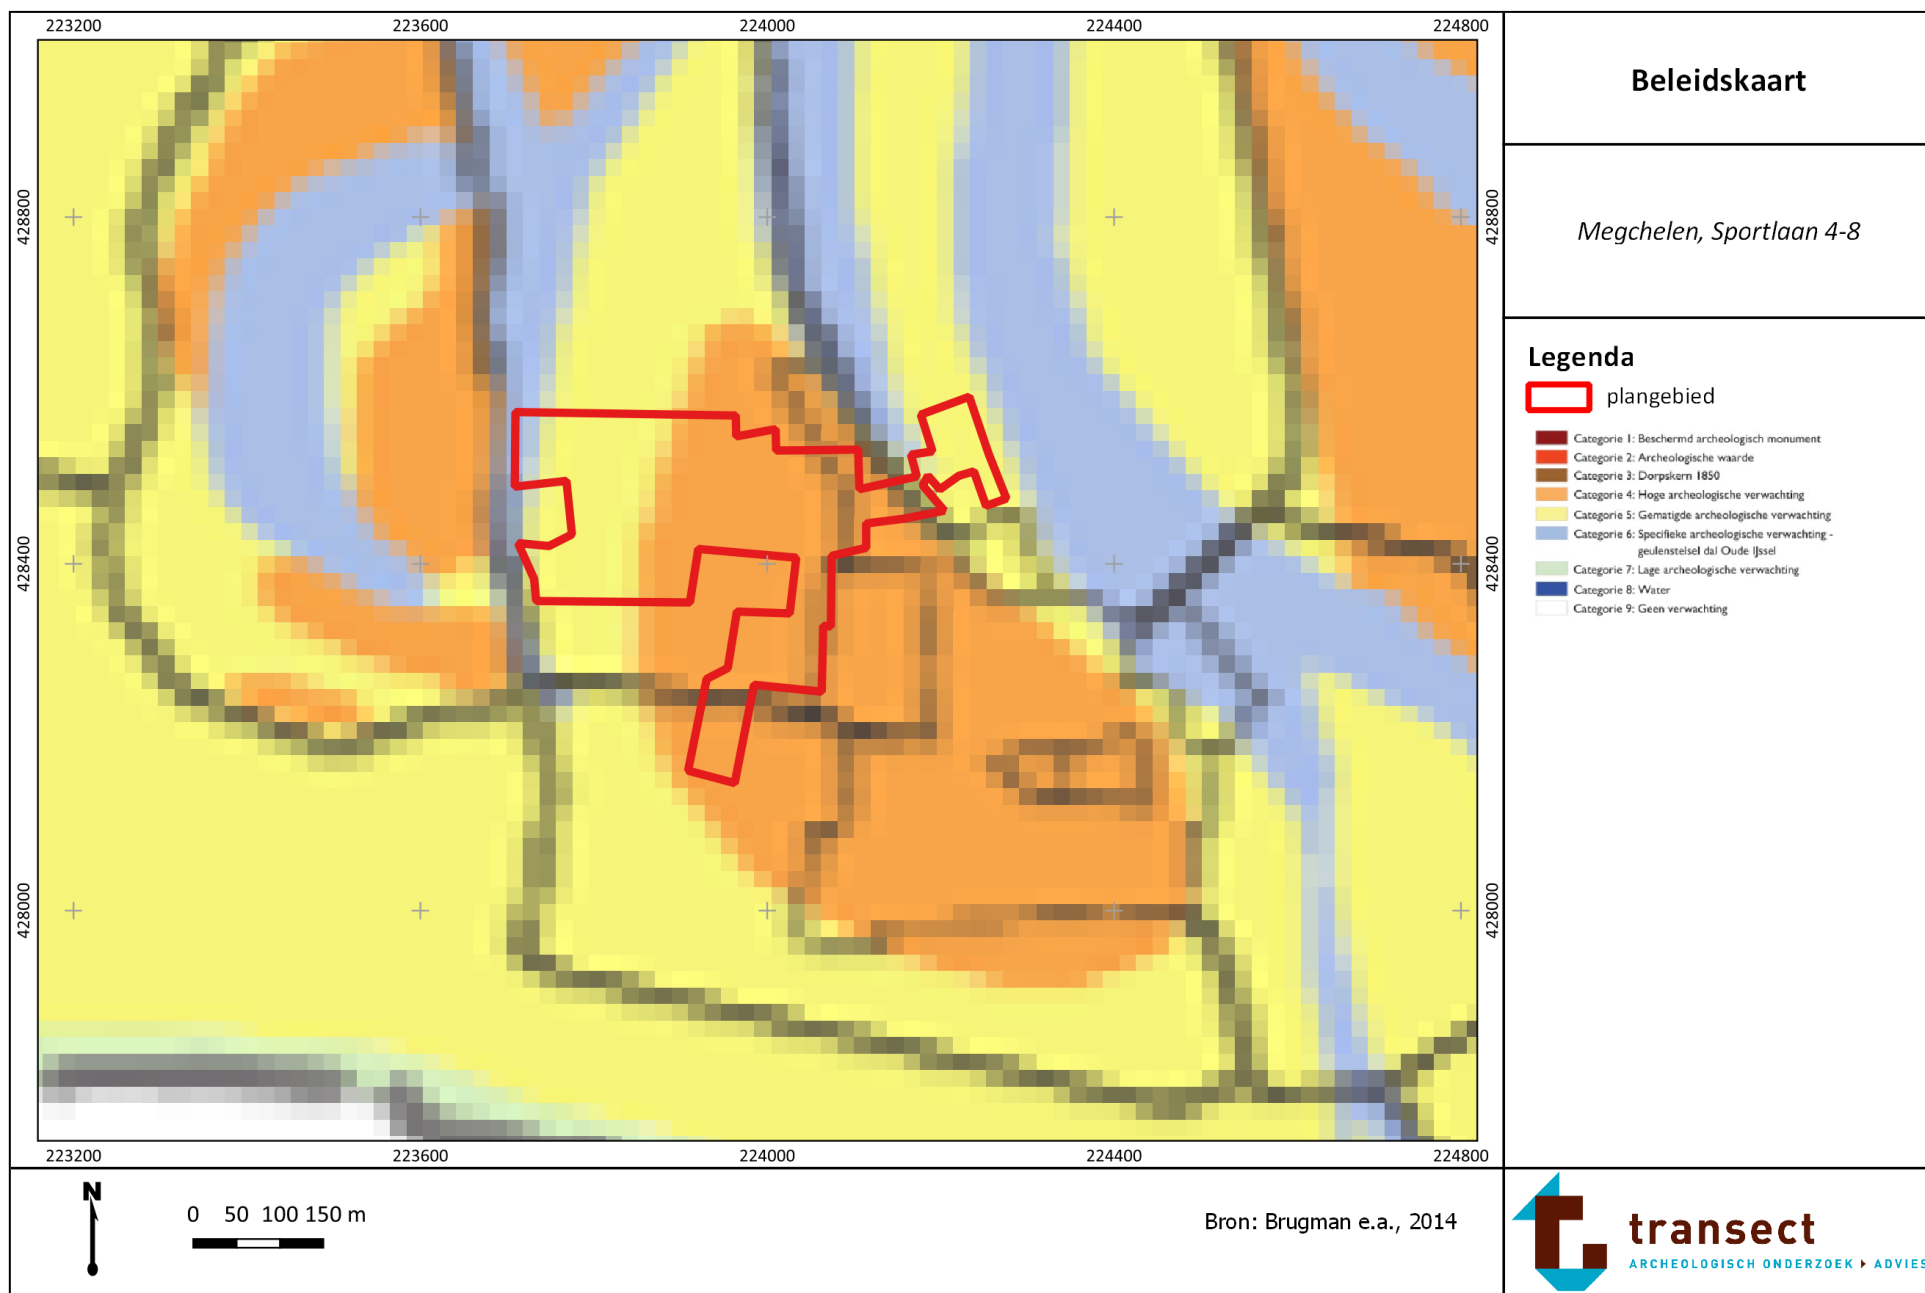 223200 223600 224000 224400 224800
428800 428800
428400 428400
428000 428000
223200 223600 224000 224400 224800
Beleidskaart
Megchelen, Sportlaan 4-8
Legenda
plangebied
Categorie 1: Beschermd archeologisch monument
Categorie 2: Archeologische waarde
Categorie 3: Dorpskern 1850
Categorie 4: Hoge archeologische verwachting
Categorie 5: Gematigde archeologische verwachting
Categorie 6: Specifieke archeologische verwachting -
geulenstelsel dal Oude IJssel
Categorie 7: Lage archeologische verwachting
Categorie 8: Water
Categorie 9: Geen verwachting
N
0 50 100 150 m
Bron: Brugman e.a., 2014
transect
ARCHEOLOGISCH ONDERZOEK ▸ ADVIES